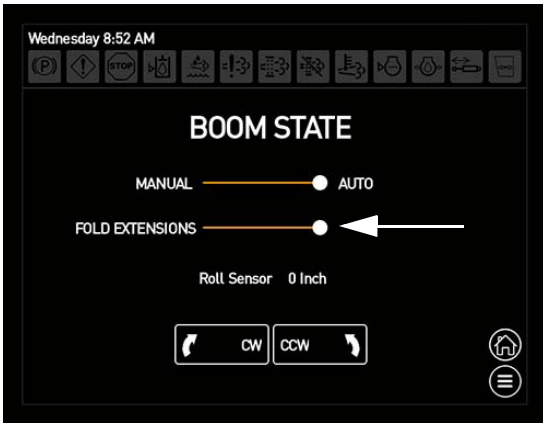 Wednesday 8:52 AM
(P) STOP
BOOM STATE
MANUAL AUTO
FOLD EXTENSIONS
Roll Sensor 0 Inch
CW CCW